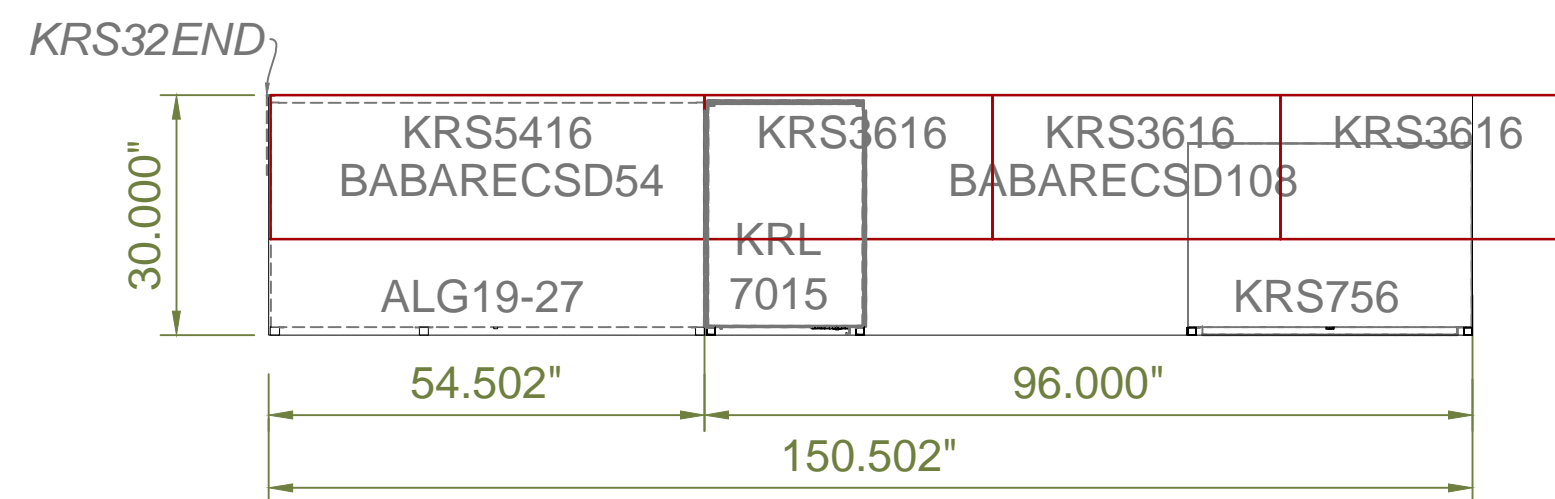 KRS32END
KRS5416
KRS3616
KRS3616
KRS3616
BABARECSD54
BABARECSD108
30.000"
KRL
7015
ALG19-27
KRS756
54.502"
96.000"
150.502"